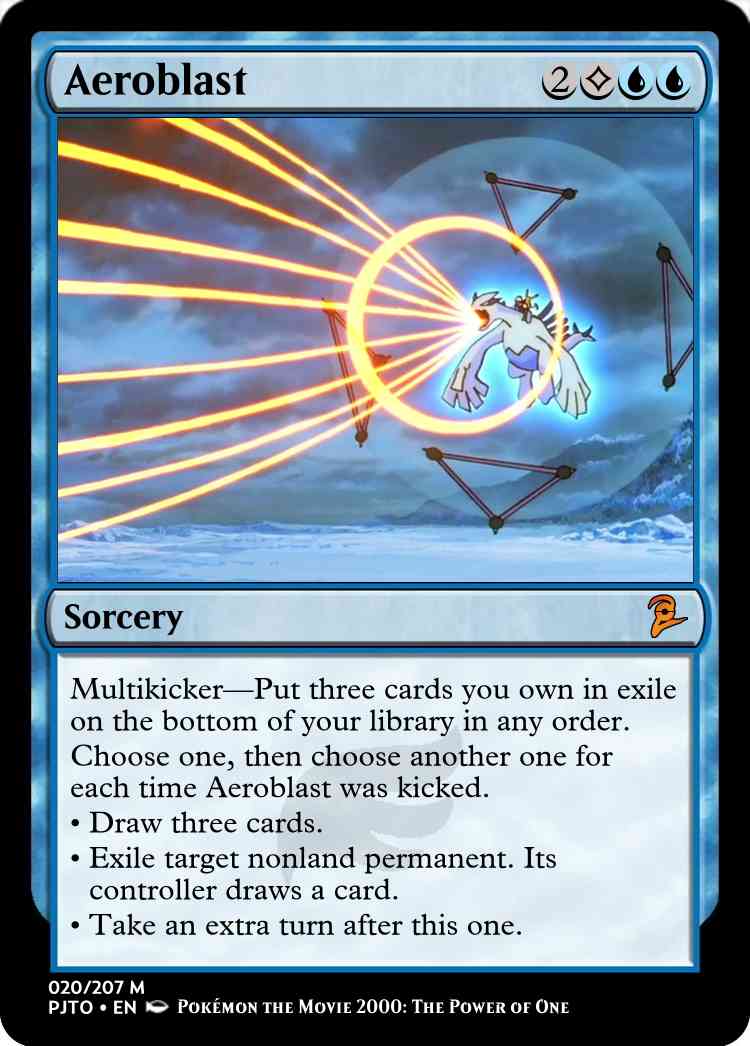 Aeroblast 2
Sorcery
Multikicker—Put three cards you own in exile
on the bottom of your library in any order.
Choose one, then choose another one for
each time Aeroblast was kicked.
• Draw three cards.
• Exile target nonland permanent. Its
controller draws a card.
• Take an extra turn after this one.
020/207 M
PJTO • EN Pokémon the Movie 2000: The Power of One